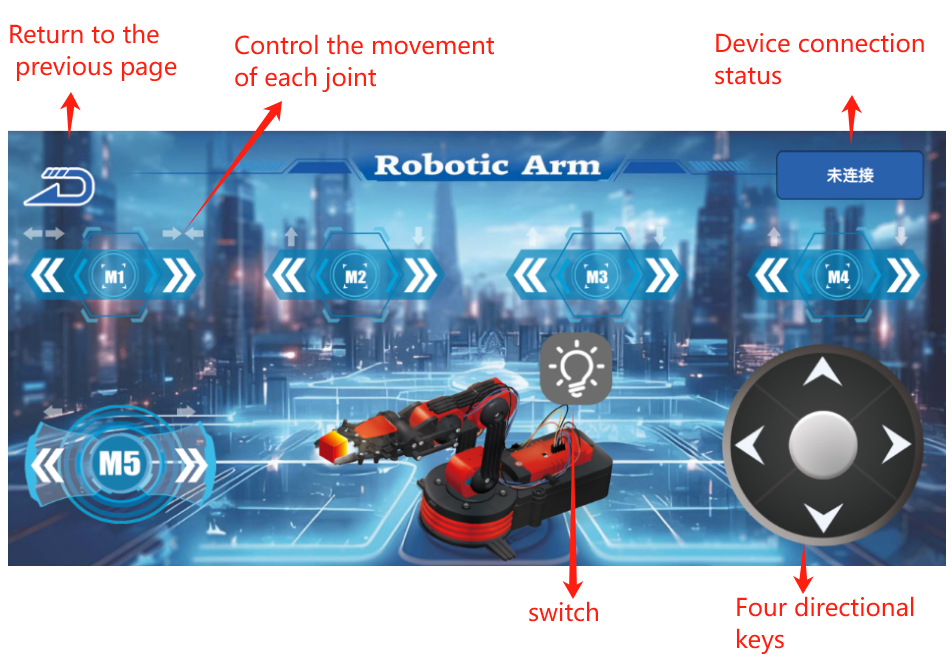 Return to the
previous page
Control the movement
of each joint
Device connection
status
Robotic Arm
未连接
M1
M2
M3
M4
M5
switch
Four directional
keys